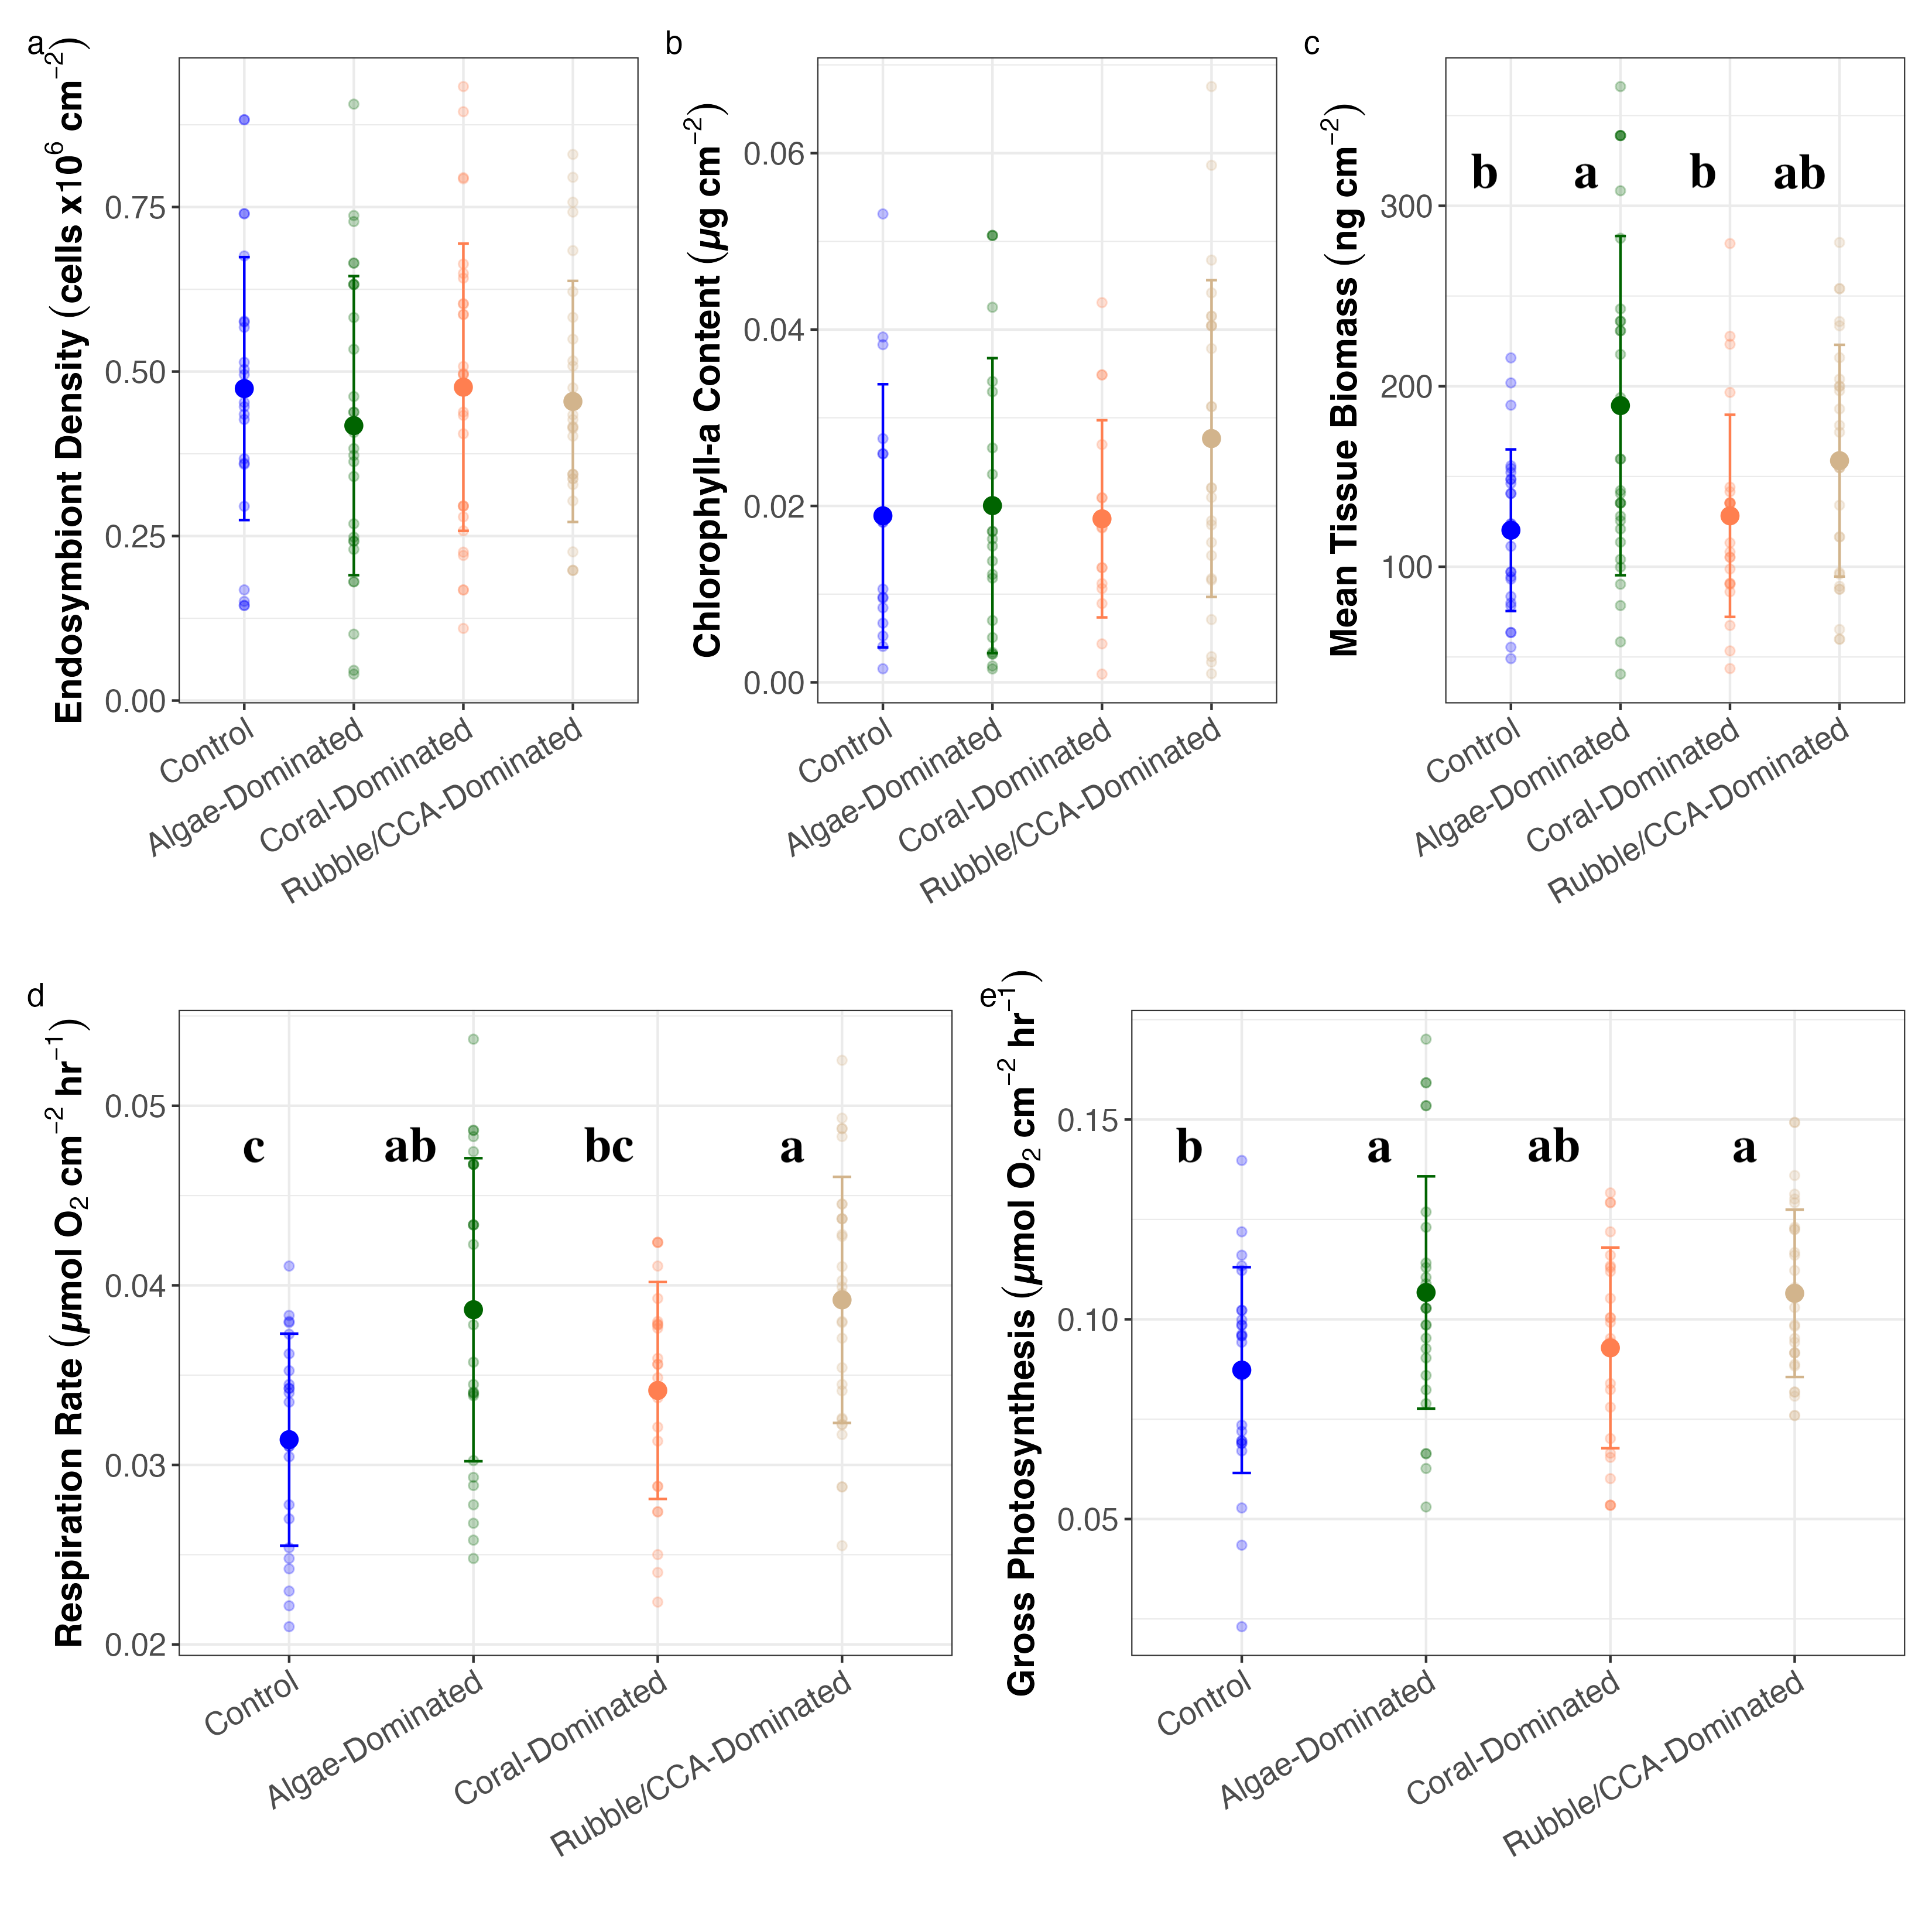 a
Endosymbiont Density (cells x10⁶ cm⁻²)
0.75
0.50
0.25
0.00
Control
Algae-Dominated
Coral-Dominated
Rubble/CCA-Dominated
b
Chlorophyll-a Content (µg cm⁻²)
0.06
0.04
0.02
0.00
Control
Algae-Dominated
Coral-Dominated
Rubble/CCA-Dominated
c
Mean Tissue Biomass (ng cm⁻²)
b a b ab
300
200
100
Control
Algae-Dominated
Coral-Dominated
Rubble/CCA-Dominated
d
Respiration Rate (µmol O₂ cm⁻² hr⁻¹)
0.05
c ab bc a
0.04
0.03
0.02
Control
Algae-Dominated
Coral-Dominated
Rubble/CCA-Dominated
e
Gross Photosynthesis (µmol O₂ cm⁻² hr⁻¹)
0.15
b a ab a
0.10
0.05
Control
Algae-Dominated
Coral-Dominated
Rubble/CCA-Dominated